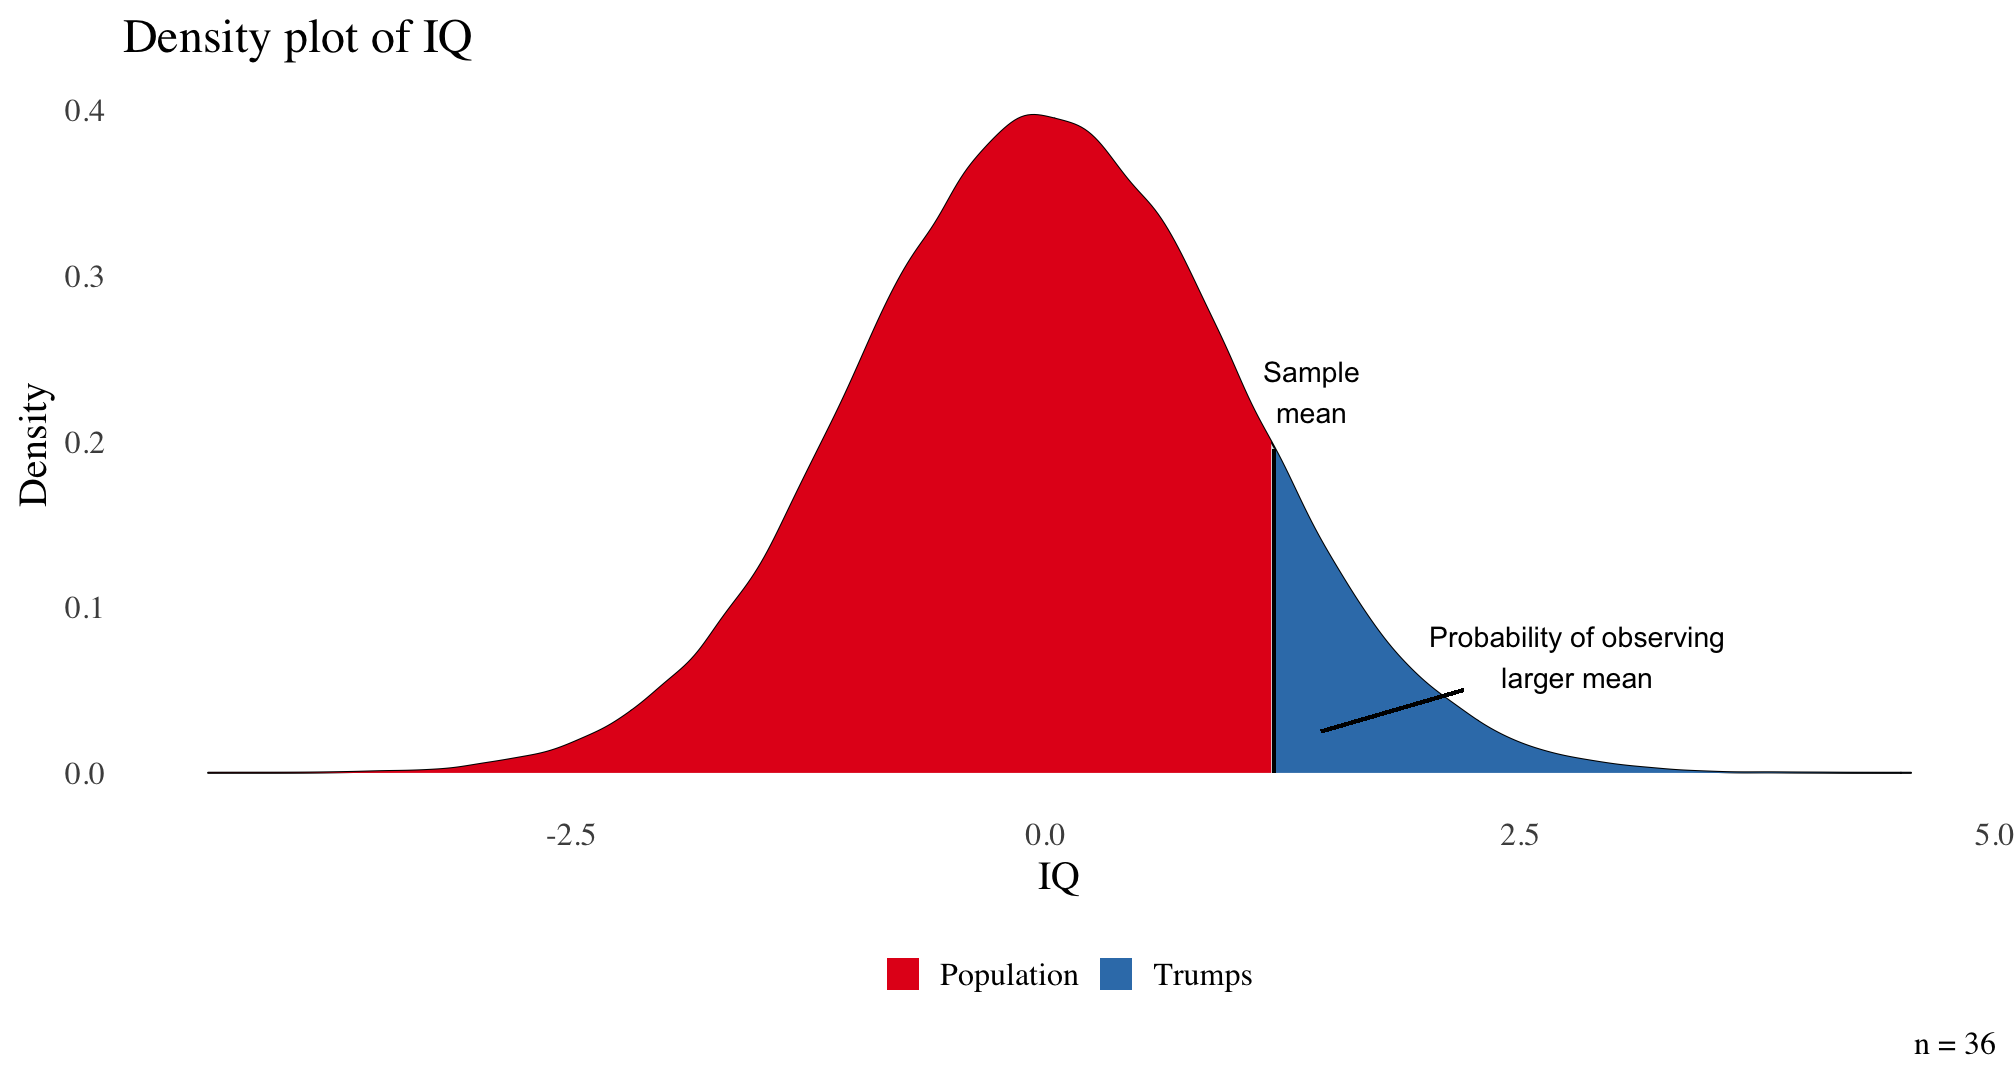 Density plot of IQ
0.4
0.3
0.2
0.1
0.0
Density
Sample
mean
Probability of observing
larger mean
-2.5 0.0 2.5 5.0
IQ
Population Trumps
n = 36